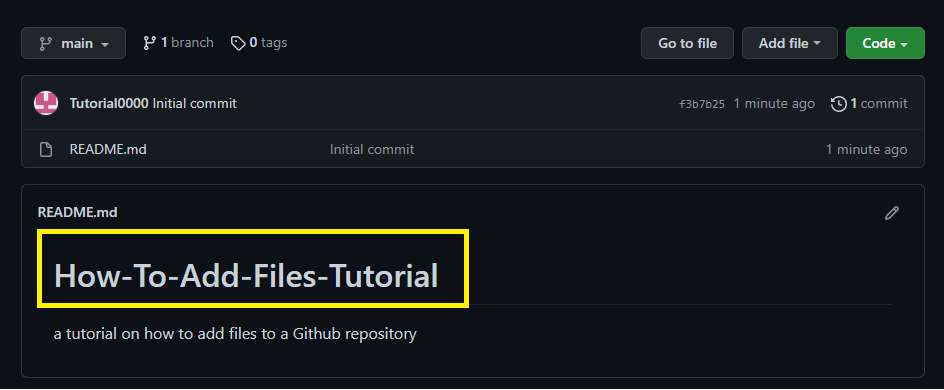 main 1 branch 0 tags Go to file Add file Code
Tutorial0000 Initial commit f3b7b25 1 minute ago 1 commit
README.md Initial commit 1 minute ago
README.md
How-To-Add-Files-Tutorial
a tutorial on how to add files to a Github repository